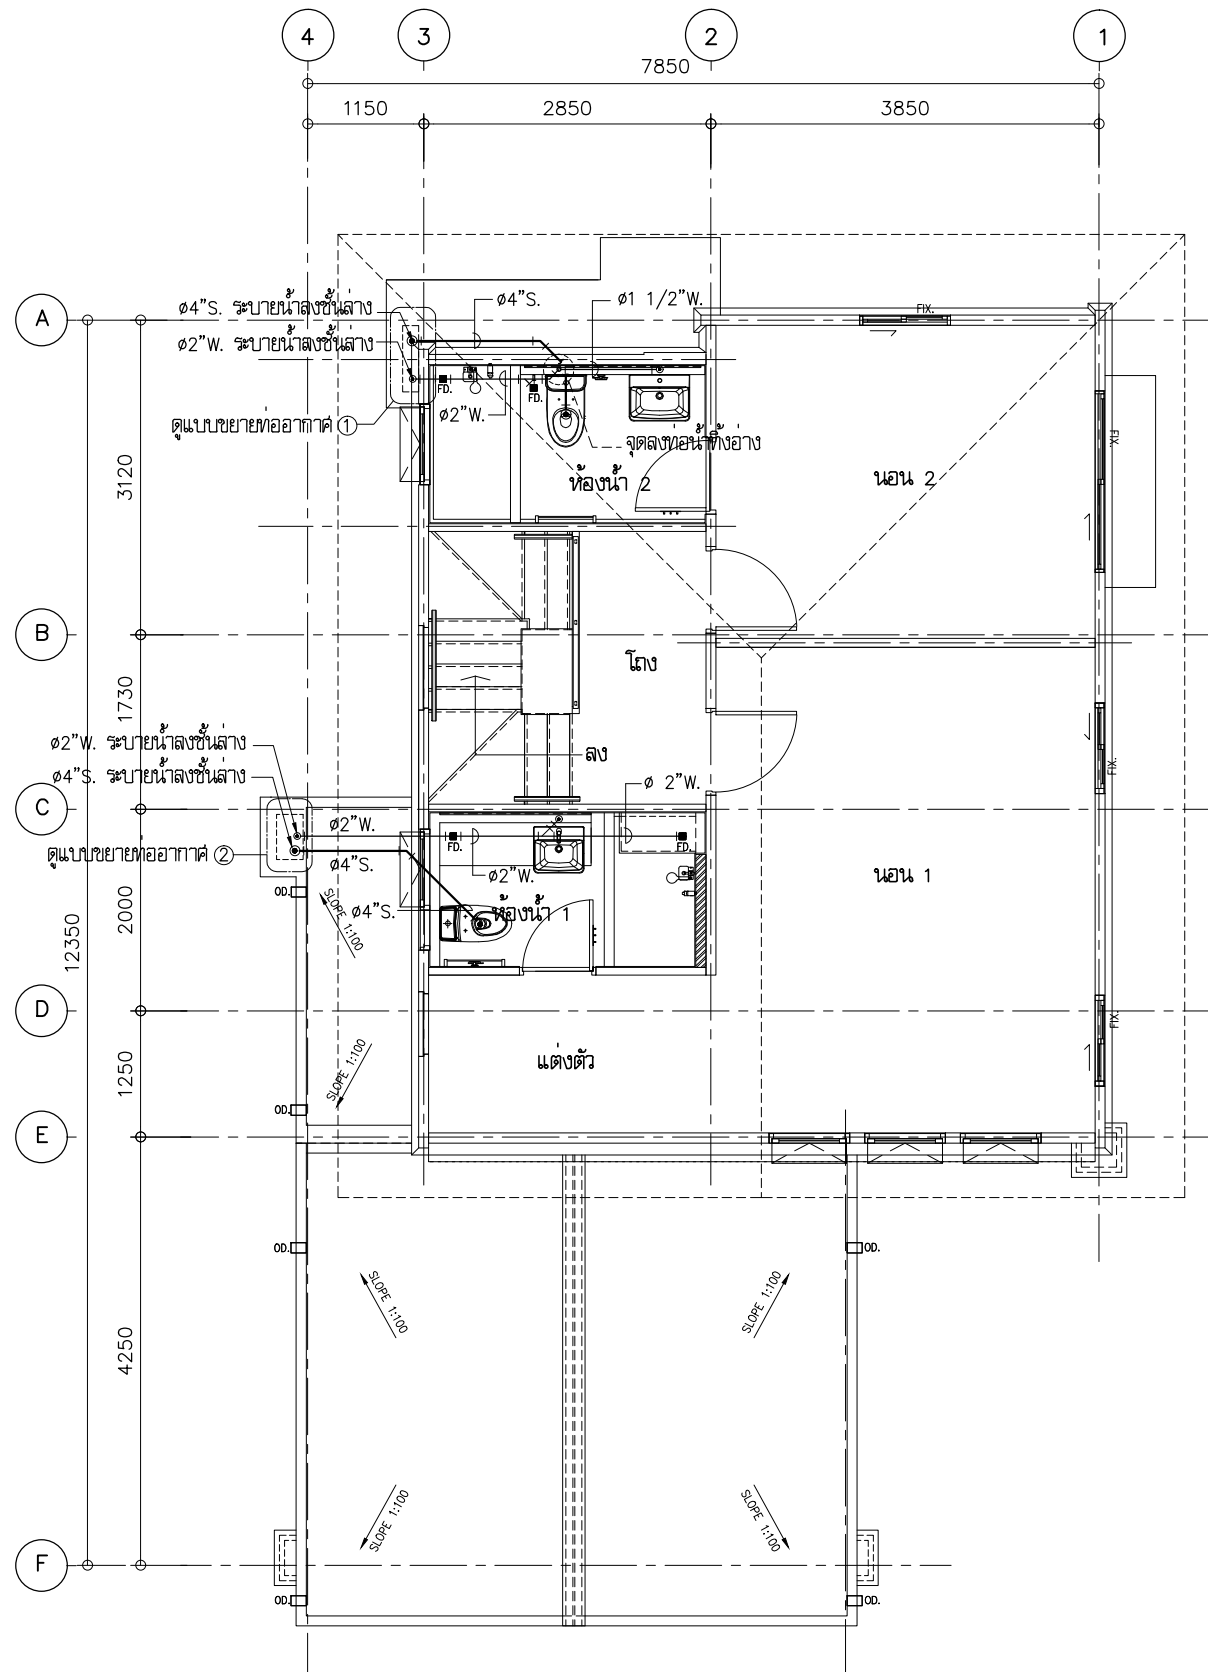 4 3 2 1
7850
1150 2850 3850
A
ø4"S. ระบายน้ำลงชั้นล่าง
ø4"S.
ø1 1/2"W.
FIX.
ø2"W. ระบายน้ำลงชั้นล่าง
FD.
FD.
ø2"W.
ดูแบบขยายท่ออากาศ 1
จุดลงท่อน้ำทิ้งอ่าง
FIX.
FIX.
3120
ห้องน้ำ 2
นอน 2
B
โถง
1730
ø2"W. ระบายน้ำลงชั้นล่าง
ลง
ø4"S. ระบายน้ำลงชั้นล่าง
ø 2"W.
FIX.
C
ø2"W.
FD.
FD.
ดูแบบขยายท่ออากาศ 2
ø4"S.
ø2"W.
นอน 1
OD.
ø4"S.
ห้องน้ำ 1
SLOPE 1:100
2000
12350
D
FIX.
SLOPE 1:100
แต่งตัว
1250
OD.
E
OD.
OD.
SLOPE 1:100
SLOPE 1:100
4250
SLOPE 1:100
SLOPE 1:100
F
OD.
OD.